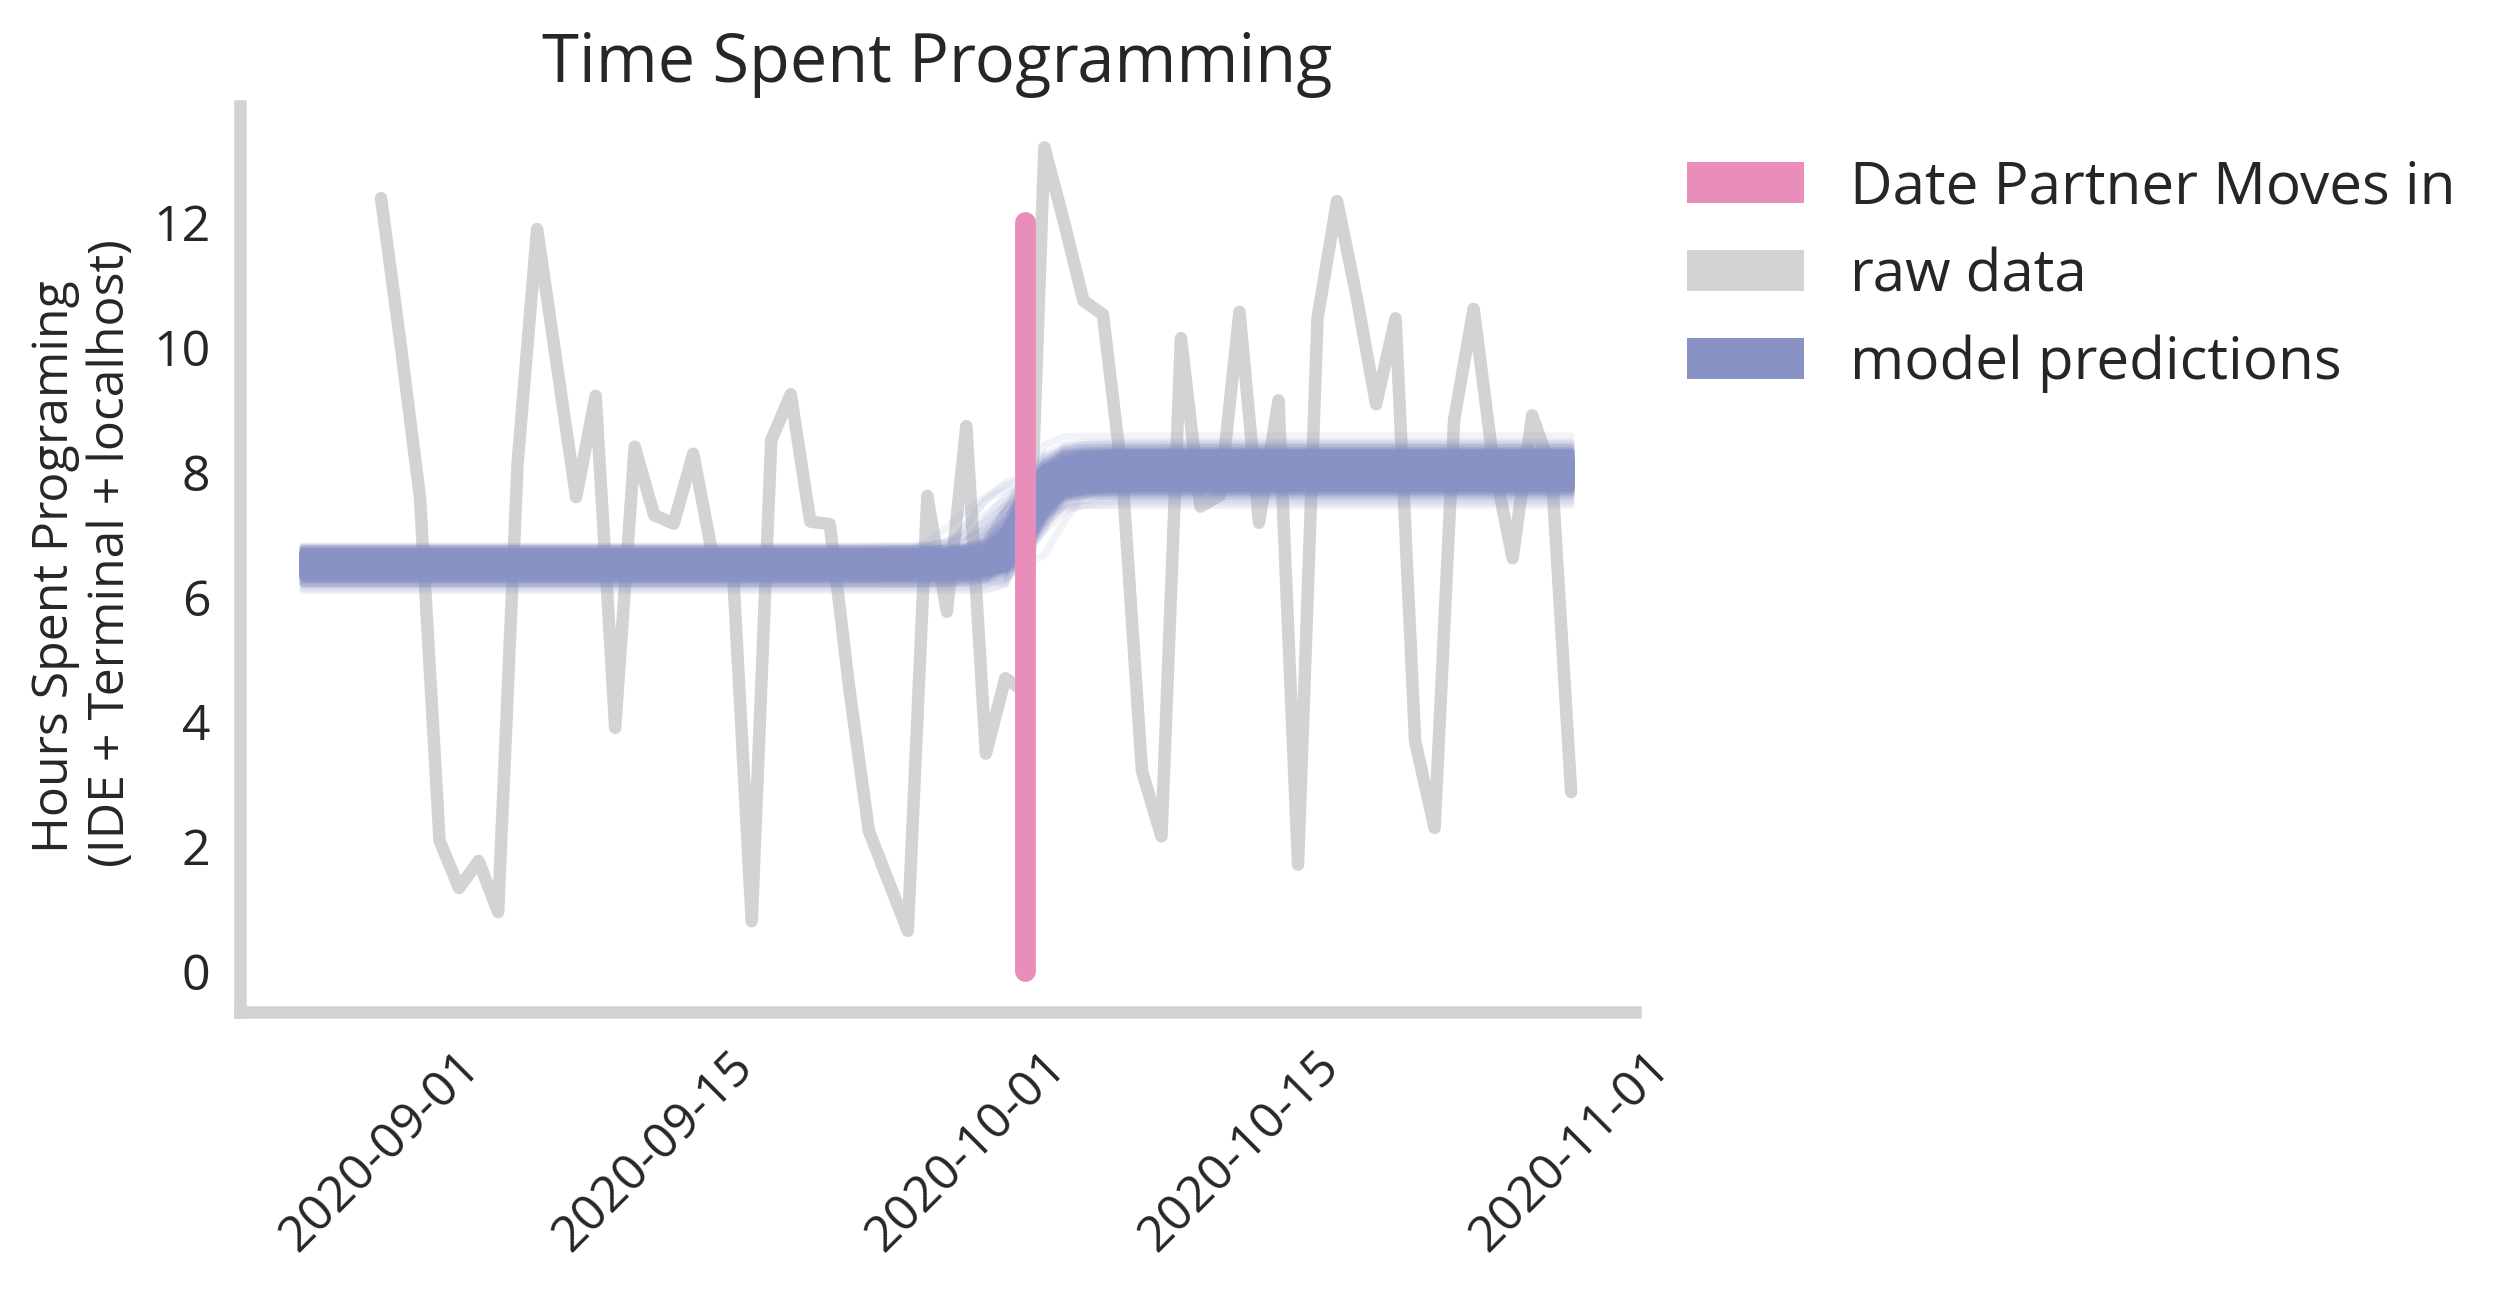 Time Spent Programming
Hours Spent Programming
(IDE + Terminal + localhost)
12
10
8
6
4
2
0
2020-09-01
2020-09-15
2020-10-01
2020-10-15
2020-11-01
Date Partner Moves in
raw data
model predictions